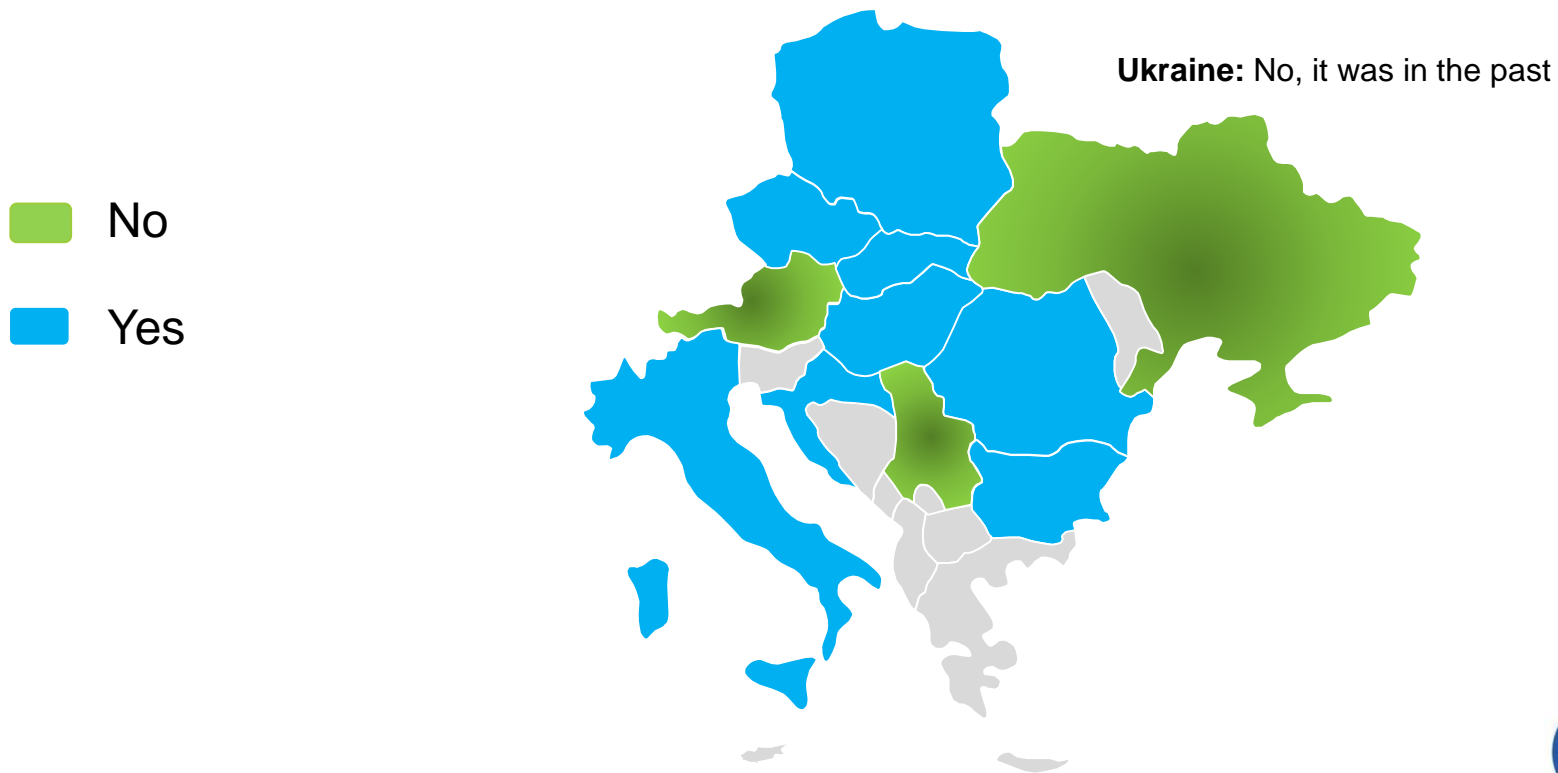 Ukraine: No, it was in the past
No
Yes